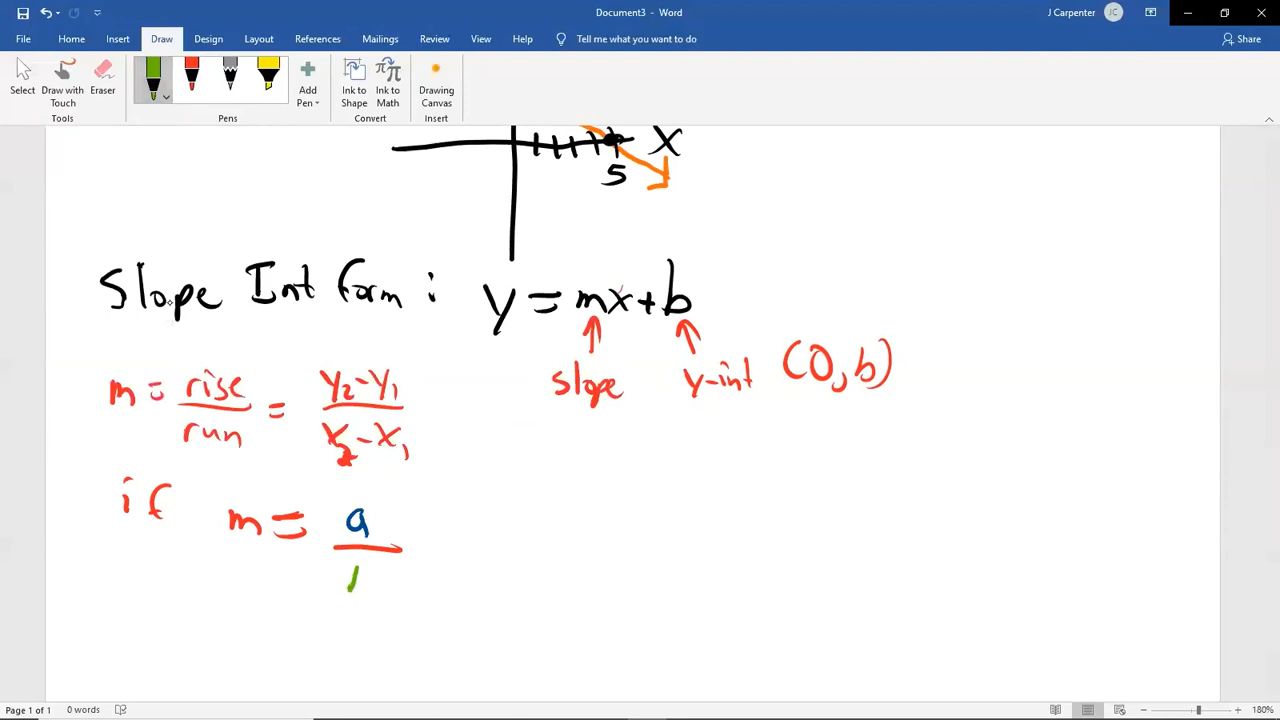 Document3 - Word
J Carpenter JC
File Home Insert Draw Design Layout References Mailings Review View Help Tell me what you want to do Share
Select Draw with Touch Eraser Add Pen Ink to Shape Ink to Math Drawing Canvas
Tools Pens Convert Insert
X
5
Slope Int form : y = mx + b
slope y-int (0, b)
m = rise/run = y₂-y₁/x₂-x₁
if m = a/
Page 1 of 1 0 words 180%